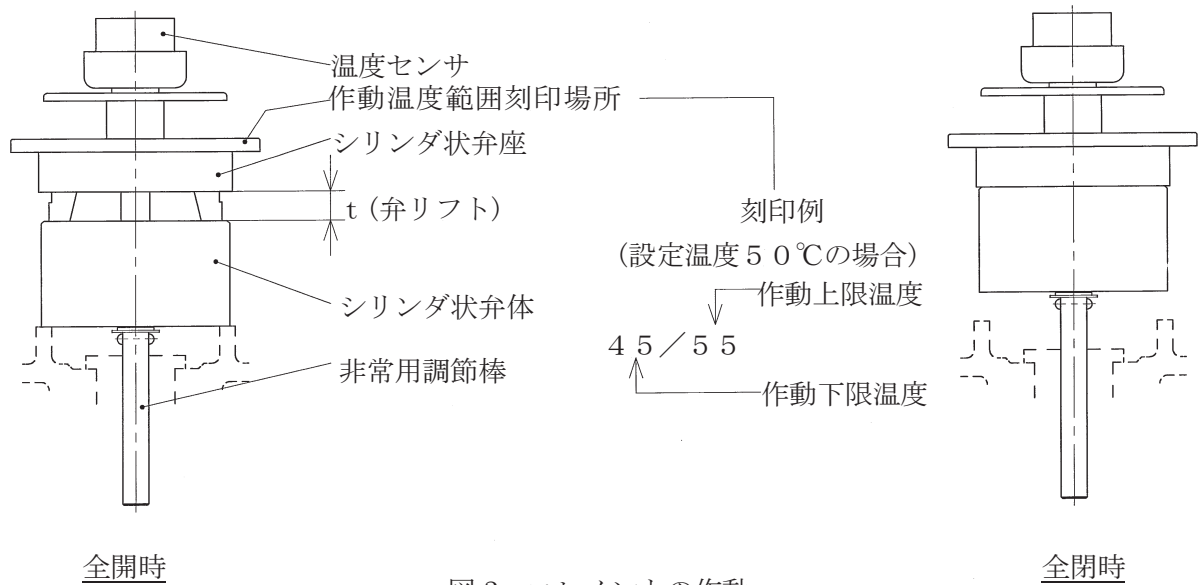 温度センサ
作動温度範囲刻印場所
シリンダ状弁座
t（弁リフト）
シリンダ状弁体
非常用調節棒
刻印例
（設定温度５０℃の場合）
作動上限温度
４５／５５
作動下限温度
全開時
全閉時